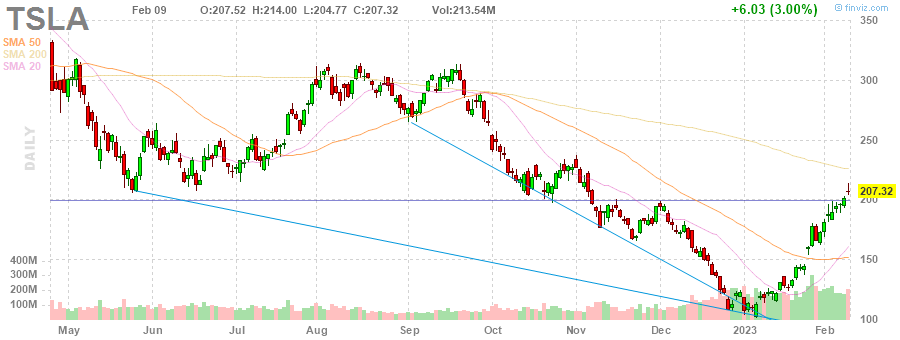 TSLA
Feb 09 O:207.52 H:214.00 L:204.77 C:207.32 Vol:213.54M +6.03 (3.00%) © finviz.com
SMA 50
SMA 200
SMA 20
DAILY
350
300
250
207.32
200
150
100
400M
300M
200M
100M
May Jun Jul Aug Sep Oct Nov Dec 2023 Feb